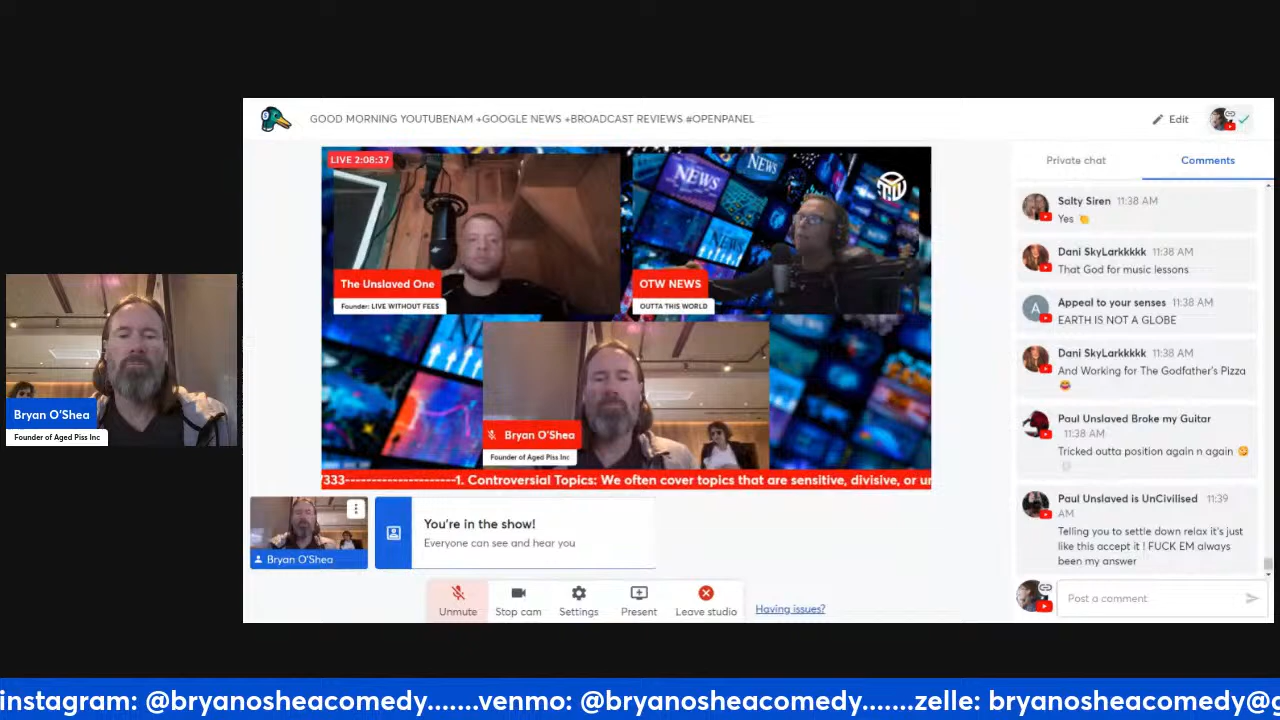 GOOD MORNING YOUTUBENAM +GOOGLE NEWS +BROADCAST REVIEWS #OPENPANEL
Edit
LIVE 2:08:37
NEWS
NEWS
NEWS
NEWS
The Unslaved One
Founder: LIVE WITHOUT FEES
OTW NEWS
OUTTA THIS WORLD
Bryan O'Shea
Founder of Aged Piss Inc
Bryan O'Shea
Founder of Aged Piss Inc
'333---------------------1. Controversial Topics: We often cover topics that are sensitive, divisive, or
Bryan O'Shea
You're in the show!
Everyone can see and hear you
Unmute
Stop cam
Settings
Present
Leave studio
Having issues?
Private chat
Comments
Salty Siren 11:38 AM
Yes 👏
Dani SkyLarkkkkk 11:38 AM
That God for music lessons
A
Appeal to your senses 11:38 AM
EARTH IS NOT A GLOBE
Dani SkyLarkkkkk 11:38 AM
And Working for The Godfather's Pizza
😂
Paul Unslaved Broke my Guitar
11:38 AM
Tricked outta position again n again
Paul Unslaved is UnCivilised 11:39
AM
Telling you to settle down relax it's just
like this accept it ! FUCK EM always
been my answer
Post a comment
instagram: @bryanosheacomedy.......venmo: @bryanosheacomedy.......zelle: bryanosheacomedy@g